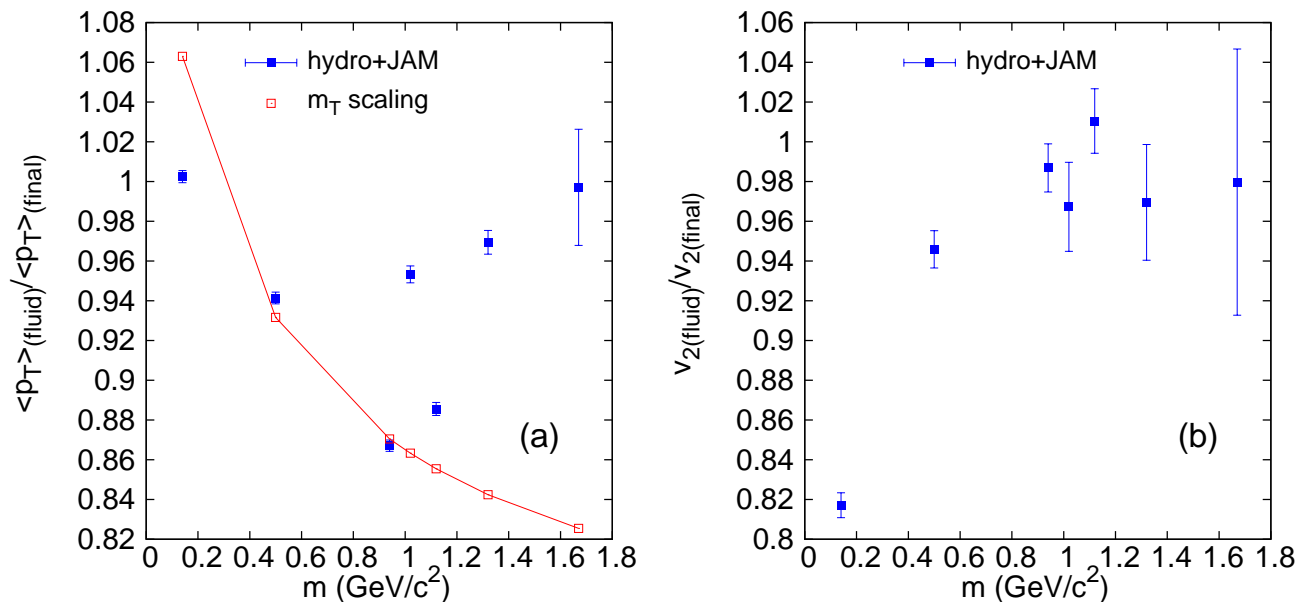 <p_T>(fluid)/<p_T>(final)
1.08
1.06
1.04
1.02
1
0.98
0.96
0.94
0.92
0.9
0.88
0.86
0.84
0.82
hydro+JAM
m_T scaling
(a)
0 0.2 0.4 0.6 0.8 1 1.2 1.4 1.6 1.8
m (GeV/c²)
v_2(fluid)/v_2(final)
1.06
1.04
1.02
1
0.98
0.96
0.94
0.92
0.9
0.88
0.86
0.84
0.82
0.8
hydro+JAM
(b)
0 0.2 0.4 0.6 0.8 1 1.2 1.4 1.6 1.8
m (GeV/c²)